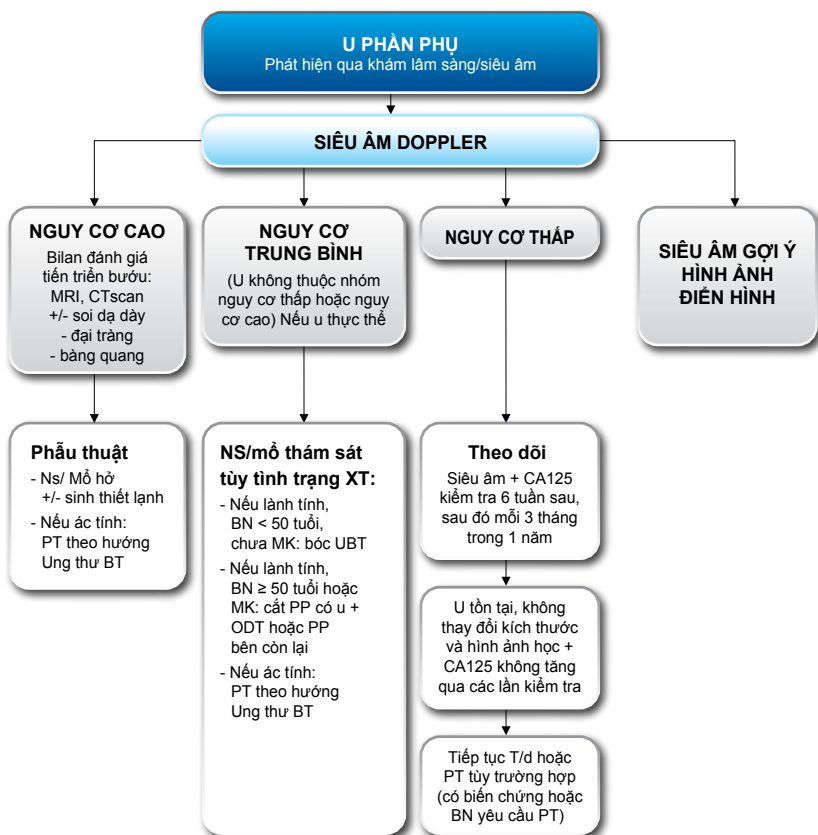 U PHẦN PHỤ
Phát hiện qua khám lâm sàng/siêu âm
SIÊU ÂM DOPPLER
NGUY CƠ CAO
Bilan đánh giá
tiến triển bướu:
MRI, CTscan
+/- soi dạ dày
- đại tràng
- bàng quang
Phẫu thuật
- Ns/ Mổ hở
+/- sinh thiết lạnh
- Nếu ác tính:
PT theo hướng
Ung thư BT
NGUY CƠ
TRUNG BÌNH
(U không thuộc nhóm
nguy cơ thấp hoặc nguy
cơ cao) Nếu u thực thể
NS/mổ thám sát
tùy tình trạng XT:
- Nếu lành tính,
BN < 50 tuổi,
chưa MK: bóc UBT
- Nếu lành tính,
BN ≥ 50 tuổi hoặc
MK: cắt PP có u +
ODT hoặc PP
bên còn lại
- Nếu ác tính:
PT theo hướng
Ung thư BT
NGUY CƠ THẤP
Theo dõi
Siêu âm + CA125
kiểm tra 6 tuần sau,
sau đó mỗi 3 tháng
trong 1 năm
U tồn tại, không
thay đổi kích thước
và hình ảnh học +
CA125 không tăng
qua các lần kiểm tra
Tiếp tục T/d hoặc
PT tùy trường hợp
(có biến chứng hoặc
BN yêu cầu PT)
SIÊU ÂM GỢI Ý
HÌNH ẢNH
ĐIỂN HÌNH